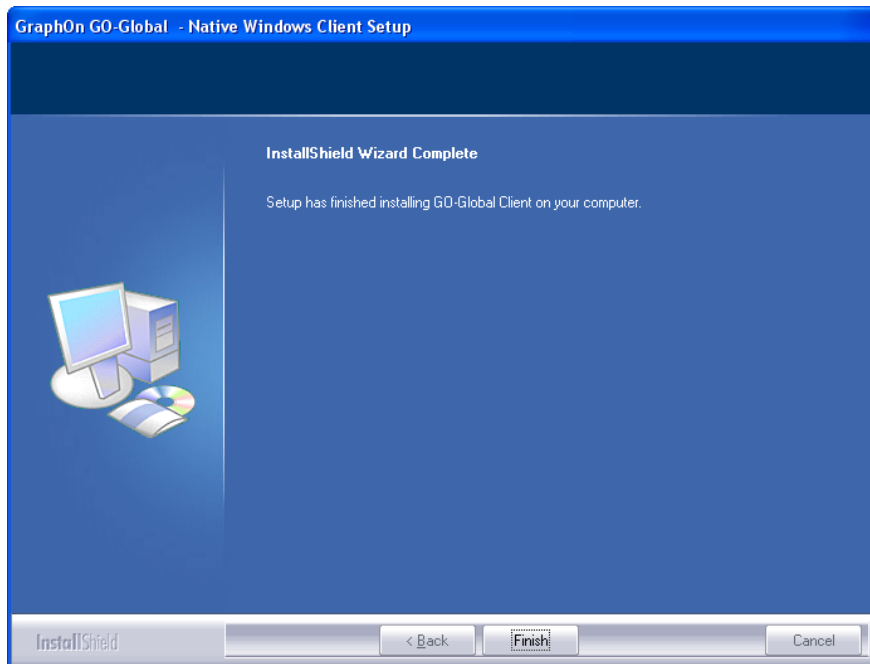 GraphOn GO-Global - Native Windows Client Setup
InstallShield Wizard Complete
Setup has finished installing GO-Global Client on your computer.
InstallShield
< Back
Finish
Cancel